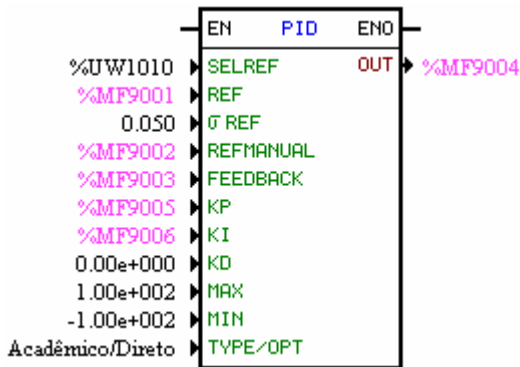 EN PID ENO
%UW1010 SELREF OUT %MF9004
%MF9001 REF
0.050 σ REF
%MF9002 REFMANUAL
%MF9003 FEEDBACK
%MF9005 KP
%MF9006 KI
0.00e+000 KD
1.00e+002 MAX
-1.00e+002 MIN
Acadêmico/Direto TYPE/OPT